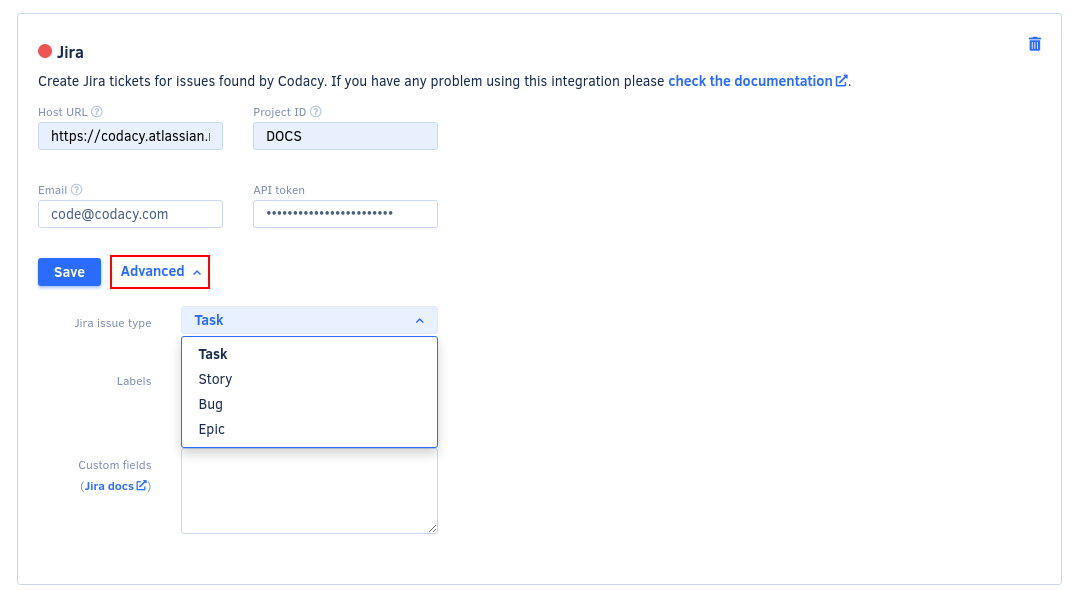 Jira
Create Jira tickets for issues found by Codacy. If you have any problem using this integration please check the documentation.
Host URL Project ID
https://codacy.atlassian. DOCS
Email API token
code@codacy.com ••••••••••••••••••••••••
Save Advanced
Jira issue type Task
Task
Story
Labels
Bug
Epic
Custom fields
(Jira docs)